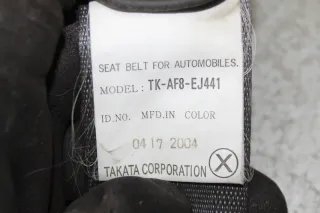 SEAT BELT FOR AUTOMOBILES.
MODEL: TK-AF8-EJ441
ID.NO. MFD.IN COLOR
04 17 2004
TAKATA CORPORATION X